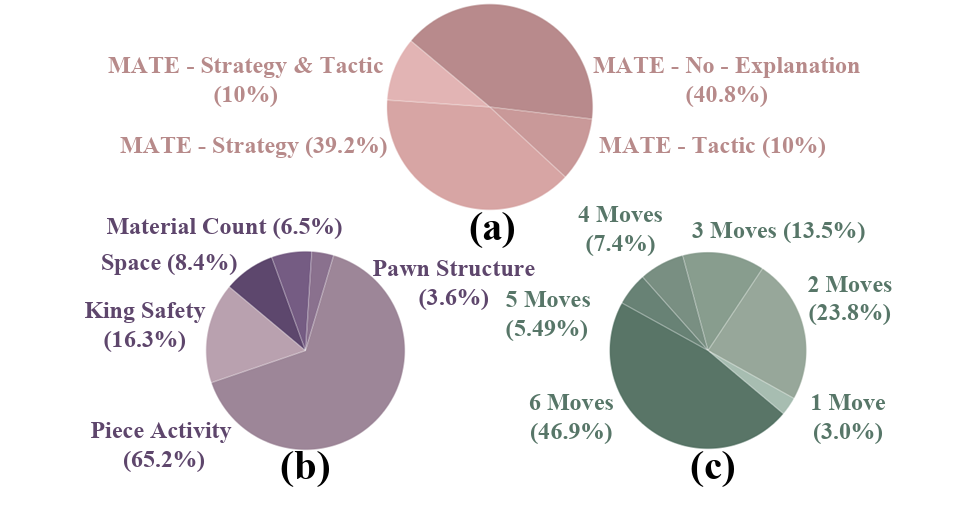 MATE - Strategy & Tactic
(10%)
MATE - No - Explanation
(40.8%)
MATE - Strategy (39.2%)
MATE - Tactic (10%)
(a)
Material Count (6.5%)
Space (8.4%)
Pawn Structure
(3.6%)
King Safety
(16.3%)
Piece Activity
(65.2%)
(b)
4 Moves
(7.4%)
3 Moves (13.5%)
2 Moves
(23.8%)
5 Moves
(5.49%)
6 Moves
(46.9%)
1 Move
(3.0%)
(c)